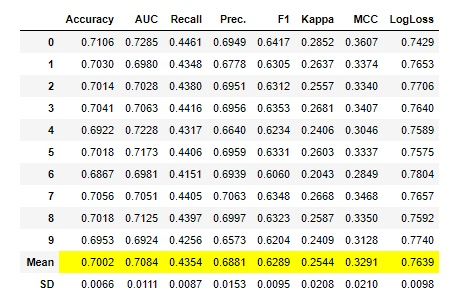 Accuracy AUC Recall Prec. F1 Kappa MCC LogLoss
0 0.7106 0.7285 0.4461 0.6949 0.6417 0.2852 0.3607 0.7429
1 0.7030 0.6980 0.4348 0.6778 0.6305 0.2637 0.3374 0.7653
2 0.7014 0.7028 0.4380 0.6951 0.6312 0.2557 0.3340 0.7706
3 0.7041 0.7063 0.4416 0.6956 0.6353 0.2681 0.3407 0.7640
4 0.6922 0.7228 0.4317 0.6640 0.6234 0.2406 0.3046 0.7589
5 0.7018 0.7173 0.4406 0.6959 0.6331 0.2603 0.3337 0.7575
6 0.6867 0.6981 0.4151 0.6939 0.6060 0.2043 0.2849 0.7804
7 0.7056 0.7051 0.4405 0.7063 0.6348 0.2668 0.3468 0.7657
8 0.7018 0.7125 0.4397 0.6997 0.6323 0.2587 0.3350 0.7592
9 0.6953 0.6924 0.4256 0.6573 0.6204 0.2409 0.3128 0.7740
Mean 0.7002 0.7084 0.4354 0.6881 0.6289 0.2544 0.3291 0.7639
SD 0.0066 0.0111 0.0087 0.0153 0.0095 0.0208 0.0210 0.0098